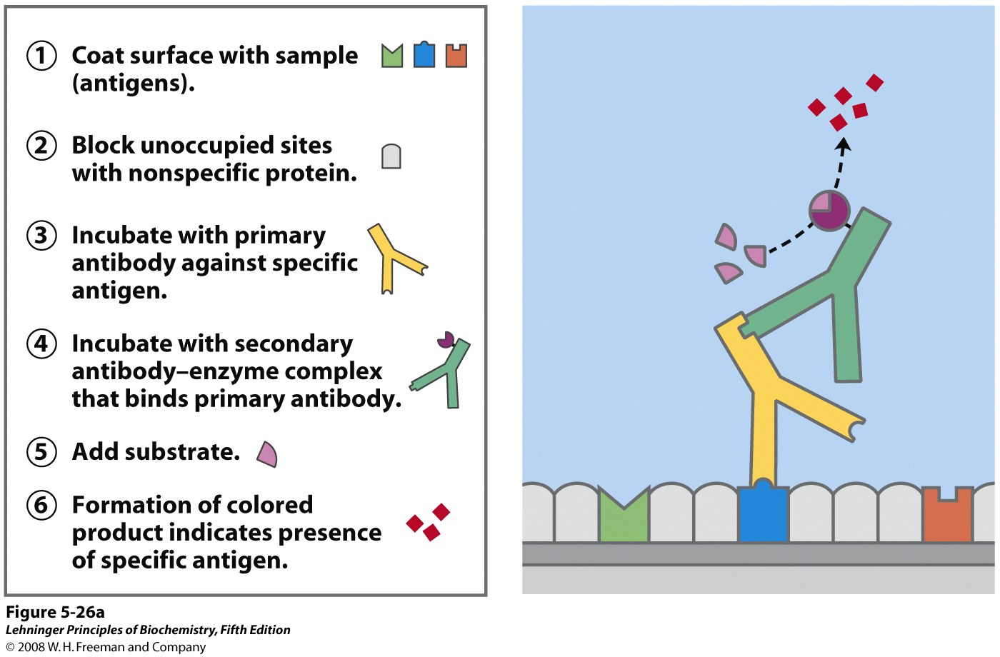 1 Coat surface with sample
(antigens).
2 Block unoccupied sites
with nonspecific protein.
3 Incubate with primary
antibody against specific
antigen.
4 Incubate with secondary
antibody–enzyme complex
that binds primary antibody.
5 Add substrate.
6 Formation of colored
product indicates presence
of specific antigen.
Figure 5-26a
Lehninger Principles of Biochemistry, Fifth Edition
© 2008 W. H. Freeman and Company